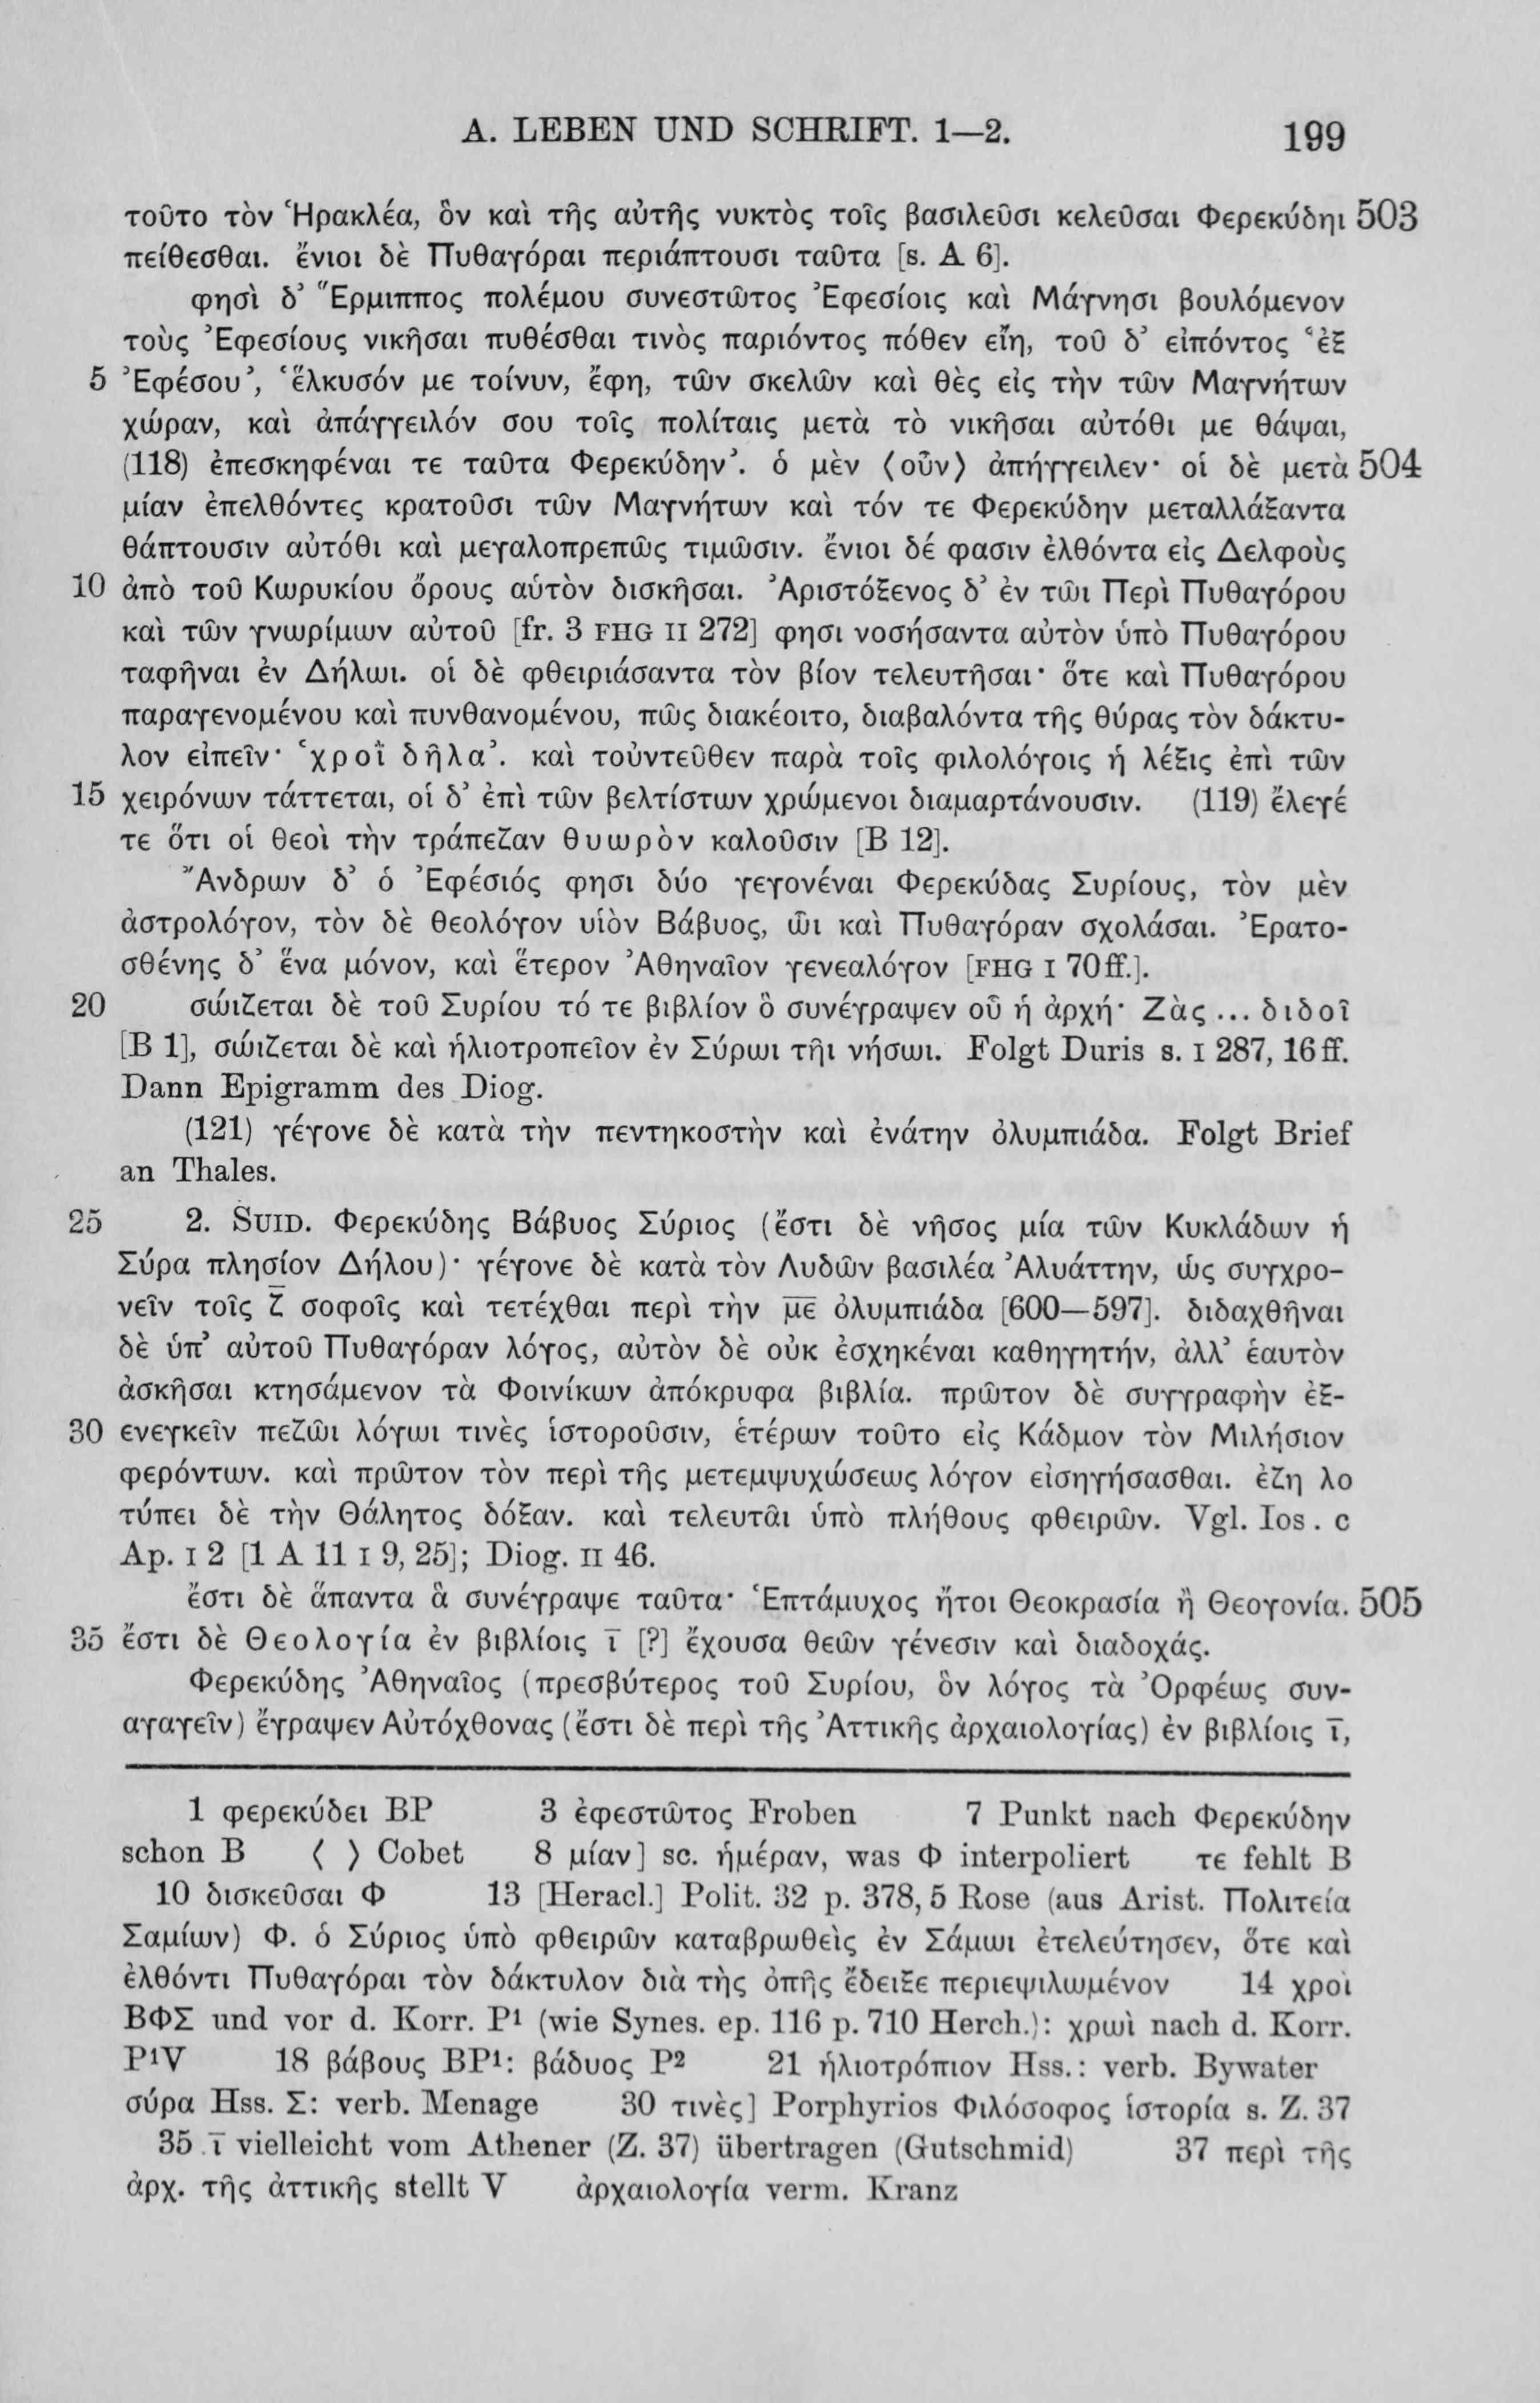 A. LEBEN UND SCHRIFT. 1—2. 199
τοῦτο τὸν Ἡρακλέα, ὃν καὶ τῆς αὐτῆς νυκτὸς τοῖς βασιλεῦσι κελεῦσαι Φερεκύδηι 503
πείθεσθαι. ἔνιοι δὲ Πυθαγόραι περιάπτουσι ταῦτα [s. A 6].
φησὶ δ’ Ἕρμιππος πολέμου συνεστῶτος Ἐφεσίοις καὶ Μάγνησι βουλόμενον
τοὺς Ἐφεσίους νικῆσαι πυθέσθαι τινὸς παριόντος πόθεν εἴη, τοῦ δ’ εἰπόντος ‘ἐξ
5 Ἐφέσου’, ‘ἕλκυσόν με τοίνυν, ἔφη, τῶν σκελῶν καὶ θὲς εἰς τὴν τῶν Μαγνήτων
χώραν, καὶ ἀπάγγειλόν σου τοῖς πολίταις μετὰ τὸ νικῆσαι αὐτόθι με θάψαι,
(118) ἐπεσκηφέναι τε ταῦτα Φερεκύδην’. ὁ μὲν ⟨οὖν⟩ ἀπήγγειλεν· οἱ δὲ μετὰ 504
μίαν ἐπελθόντες κρατοῦσι τῶν Μαγνήτων καὶ τόν τε Φερεκύδην μεταλλάξαντα
θάπτουσιν αὐτόθι καὶ μεγαλοπρεπῶς τιμῶσιν. ἔνιοι δέ φασιν ἐλθόντα εἰς Δελφοὺς
10 ἀπὸ τοῦ Κωρυκίου ὄρους αὑτὸν δισκῆσαι. Ἀριστόξενος δ’ ἐν τῶι Περὶ Πυθαγόρου
καὶ τῶν γνωρίμων αὐτοῦ [fr. 3 FHG II 272] φησι νοσήσαντα αὐτὸν ὑπὸ Πυθαγόρου
ταφῆναι ἐν Δήλωι. οἱ δὲ φθειριάσαντα τὸν βίον τελευτῆσαι· ὅτε καὶ Πυθαγόρου
παραγενομένου καὶ πυνθανομένου, πῶς διακέοιτο, διαβαλόντα τῆς θύρας τὸν δάκτυ-
λον εἰπεῖν· ‘χροῒ δῆλα’. καὶ τοὐντεῦθεν παρὰ τοῖς φιλολόγοις ἡ λέξις ἐπὶ τῶν
15 χειρόνων τάττεται, οἱ δ’ ἐπὶ τῶν βελτίστων χρώμενοι διαμαρτάνουσιν. (119) ἔλεγέ
τε ὅτι οἱ θεοὶ τὴν τράπεζαν θυωρὸν καλοῦσιν [B 12].
Ἄνδρων δ’ ὁ Ἐφέσιός φησι δύο γεγονέναι Φερεκύδας Συρίους, τὸν μὲν
ἀστρολόγον, τὸν δὲ θεολόγον υἱὸν Βάβυος, ὧι καὶ Πυθαγόραν σχολάσαι. Ἐρατο-
σθένης δ’ ἕνα μόνον, καὶ ἕτερον Ἀθηναῖον γενεαλόγον [FHG I 70ff.].
20 σώιζεται δὲ τοῦ Συρίου τό τε βιβλίον ὃ συνέγραψεν οὗ ἡ ἀρχή· Ζὰς ... διδοῖ
[B 1], σώιζεται δὲ καὶ ἡλιοτροπεῖον ἐν Σύρωι τῆι νήσωι. Folgt Duris s. I 287, 16ff.
Dann Epigramm des Diog.
(121) γέγονε δὲ κατὰ τὴν πεντηκοστὴν καὶ ἐνάτην ὀλυμπιάδα. Folgt Brief
an Thales.
25 2. SUID. Φερεκύδης Βάβυος Σύριος (ἔστι δὲ νῆσος μία τῶν Κυκλάδων ἡ
Σύρα πλησίον Δήλου)· γέγονε δὲ κατὰ τὸν Λυδῶν βασιλέα Ἀλυάττην, ὡς συγχρο-
νεῖν τοῖς ζ̅ σοφοῖς καὶ τετέχθαι περὶ τὴν μ̅ε̅ ὀλυμπιάδα [600—597]. διδαχθῆναι
δὲ ὑπ’ αὐτοῦ Πυθαγόραν λόγος, αὐτὸν δὲ οὐκ ἐσχηκέναι καθηγητήν, ἀλλ’ ἑαυτὸν
ἀσκῆσαι κτησάμενον τὰ Φοινίκων ἀπόκρυφα βιβλία. πρῶτον δὲ συγγραφὴν ἐξ-
30 ενεγκεῖν πεζῶι λόγωι τινὲς ἱστοροῦσιν, ἑτέρων τοῦτο εἰς Κάδμον τὸν Μιλήσιον
φερόντων. καὶ πρῶτον τὸν περὶ τῆς μετεμψυχώσεως λόγον εἰσηγήσασθαι. ἐζη λο
τύπει δὲ τὴν Θάλητος δόξαν. καὶ τελευτᾶι ὑπὸ πλήθους φθειρῶν. Vgl. Ios. c
Ap. I 2 [1 A 11 I 9, 25]; Diog. II 46.
ἔστι δὲ ἅπαντα ἃ συνέγραψε ταῦτα· Ἑπτάμυχος ἤτοι Θεοκρασία ἢ Θεογονία. 505
35 ἔστι δὲ Θεολογία ἐν βιβλίοις ι̅ [?] ἔχουσα θεῶν γένεσιν καὶ διαδοχάς.
Φερεκύδης Ἀθηναῖος (πρεσβύτερος τοῦ Συρίου, ὃν λόγος τὰ Ὀρφέως συν-
αγαγεῖν) ἔγραψεν Αὐτόχθονας (ἔστι δὲ περὶ τῆς Ἀττικῆς ἀρχαιολογίας) ἐν βιβλίοις ι̅,
1 φερεκύδει BP 3 ἐφεστῶτος Froben 7 Punkt nach Φερεκύδην
schon B ⟨ ⟩ Cobet 8 μίαν] sc. ἡμέραν, was Φ interpoliert τε fehlt B
10 δισκεῦσαι Φ 13 [Heracl.] Polit. 32 p. 378, 5 Rose (aus Arist. Πολιτεία
Σαμίων) Φ. ὁ Σύριος ὑπὸ φθειρῶν καταβρωθεὶς ἐν Σάμωι ἐτελεύτησεν, ὅτε καὶ
ἐλθόντι Πυθαγόραι τὸν δάκτυλον διὰ τῆς ὀπῆς ἔδειξε περιεψιλωμένον 14 χροὶ
ΒΦΣ und vor d. Korr. P¹ (wie Synes. ep. 116 p. 710 Herch.): χρωὶ nach d. Korr.
P¹V 18 βάβους BP¹: βάδυος P² 21 ἡλιοτρόπιον Hss.: verb. Bywater
σύρα Hss. Σ: verb. Menage 30 τινὲς] Porphyrios Φιλόσοφος ἱστορία s. Z. 37
35 ι̅ vielleicht vom Athener (Z. 37) übertragen (Gutschmid) 37 περὶ τῆς
ἀρχ. τῆς ἀττικῆς stellt V ἀρχαιολογία verm. Kranz